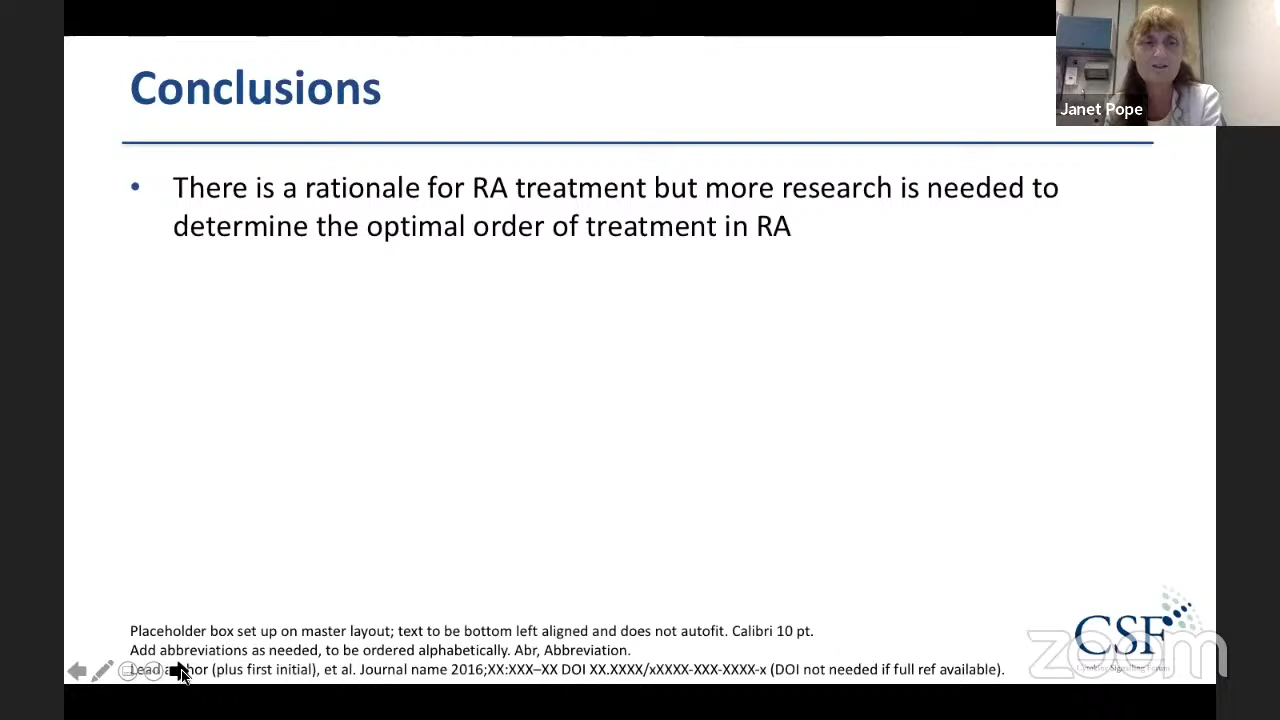 Conclusions
Janet Pope
• There is a rationale for RA treatment but more research is needed to
determine the optimal order of treatment in RA
Placeholder box set up on master layout; text to be bottom left aligned and does not autofit. Calibri 10 pt.
Add abbreviations as needed, to be ordered alphabetically. Abr, Abbreviation.
Lead (plus first initial), et al. Journal name 2016;XX:XXX–XX DOI XX.XXXX/xXXXX-XXX-XXXX-x (DOI not needed if full ref available).
CSF
Cytokine Signalling Forum
zoom